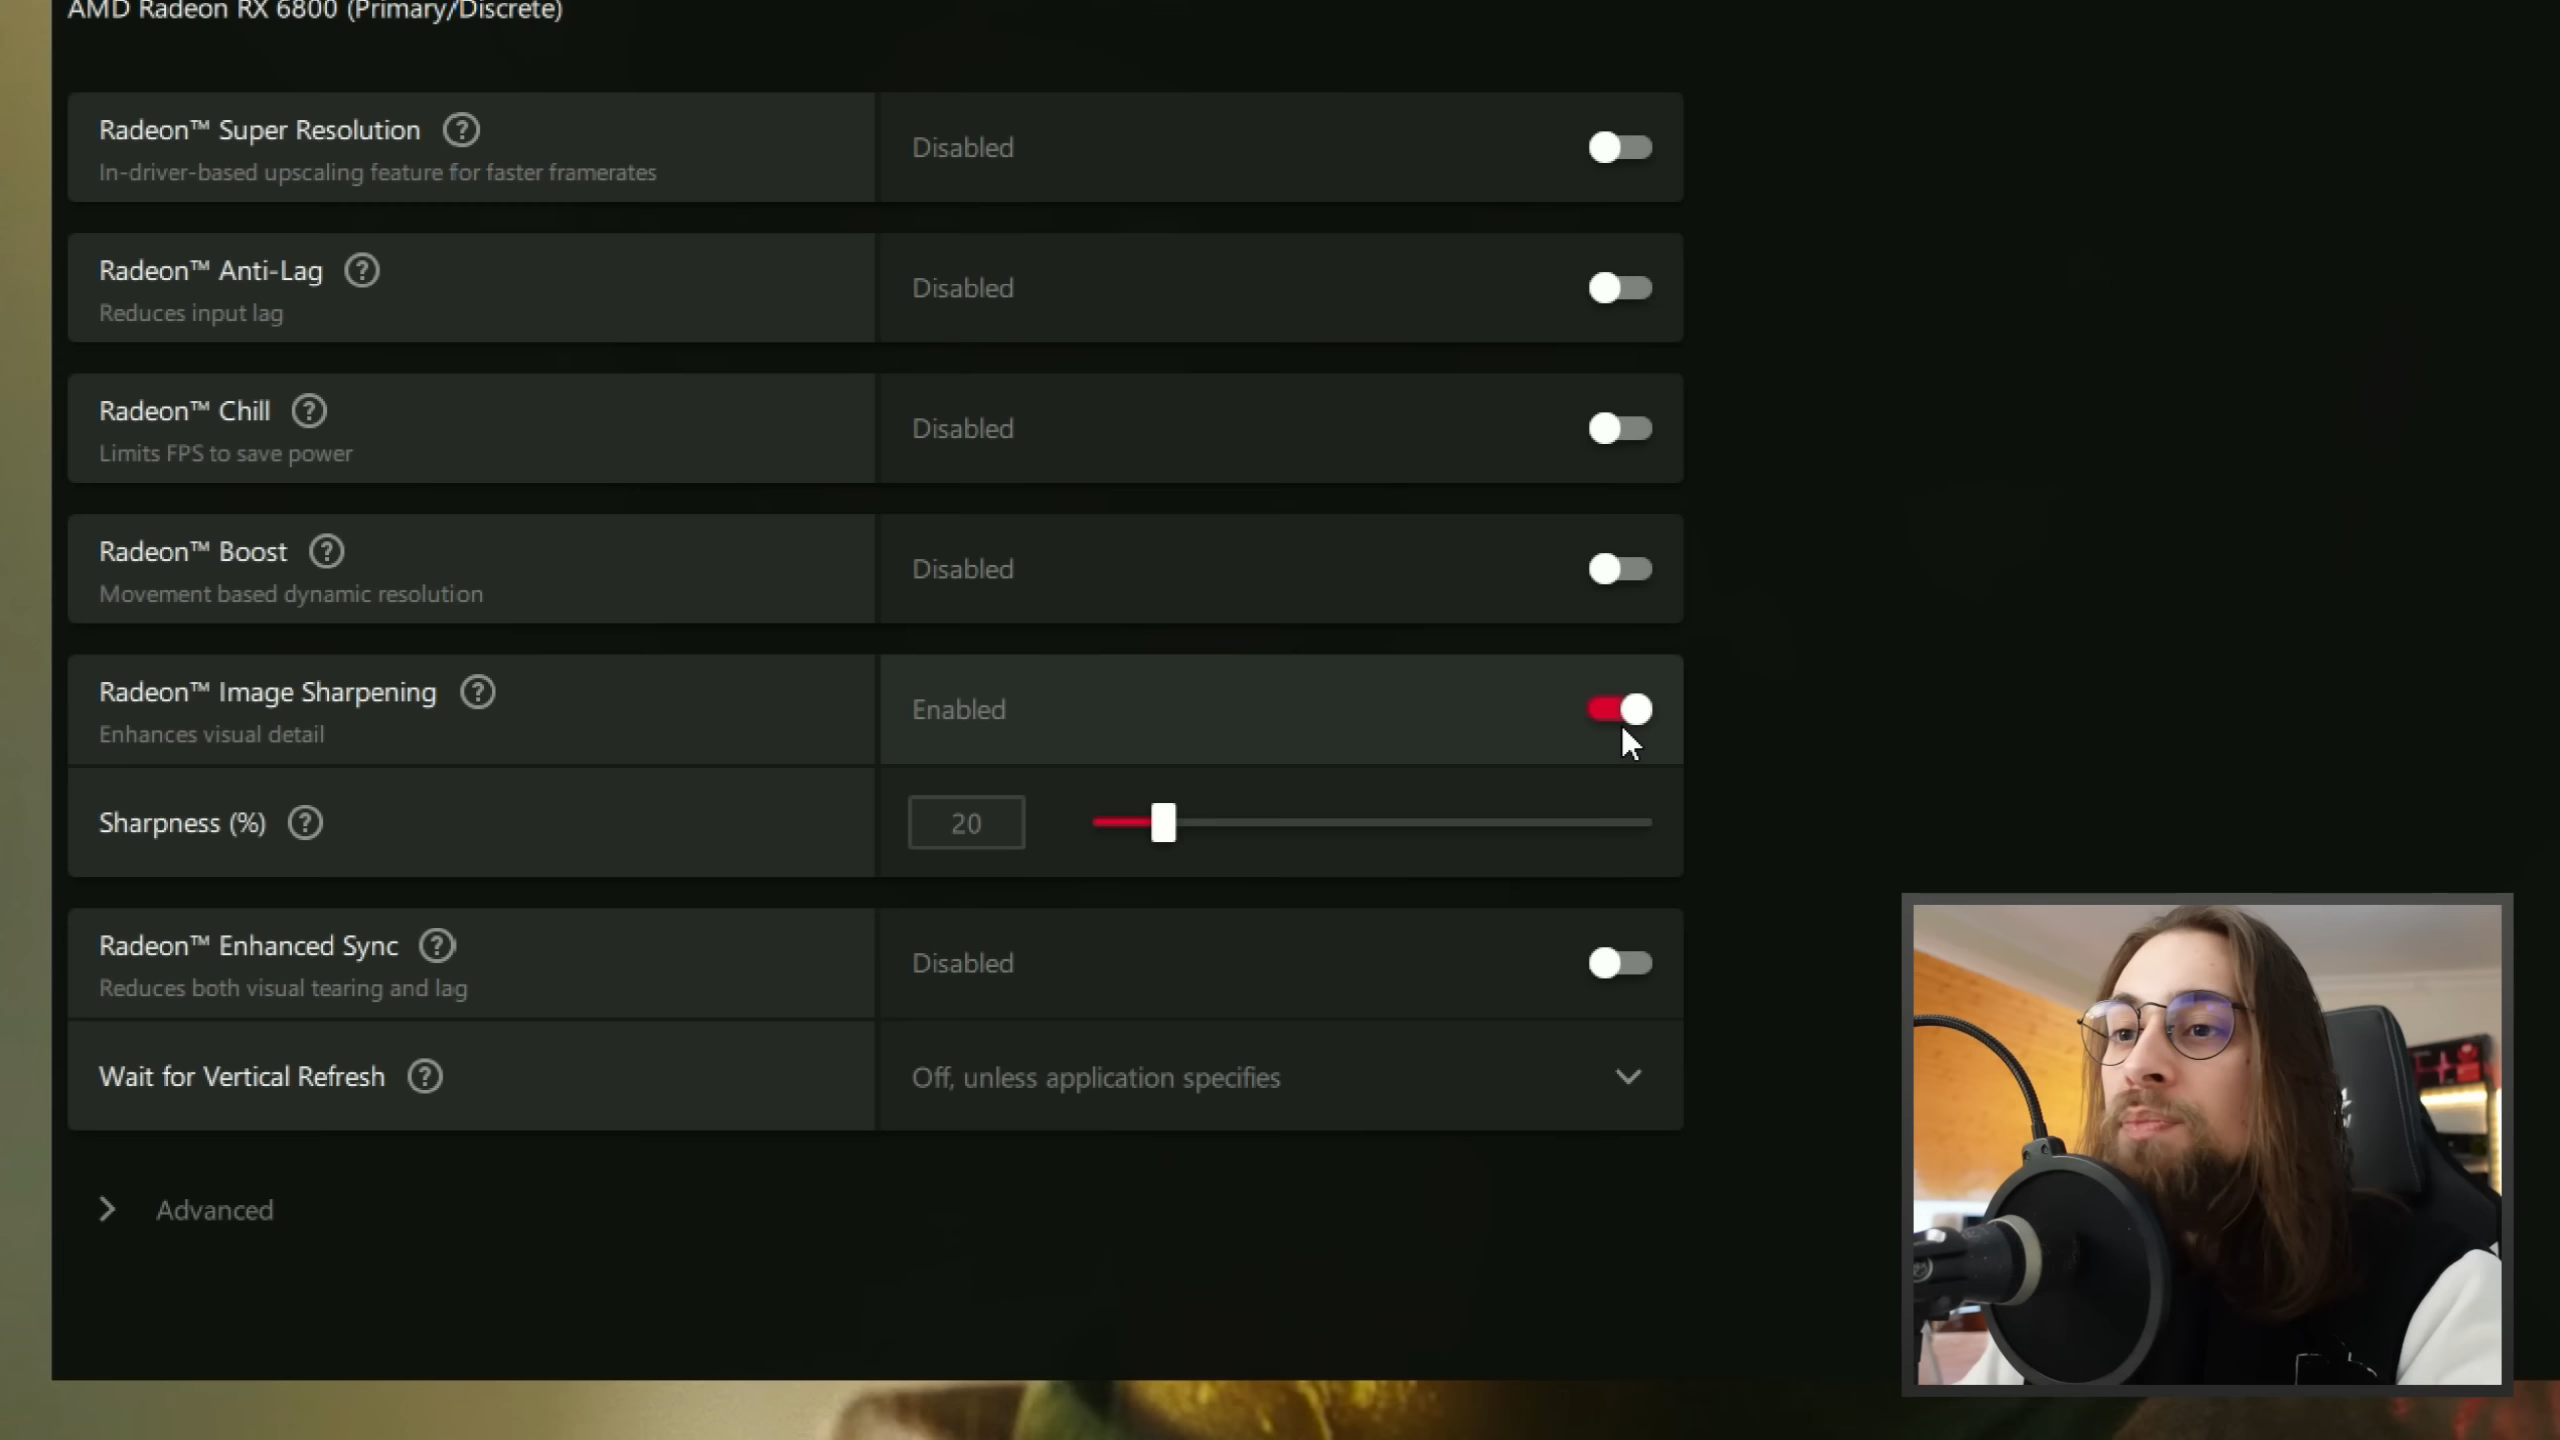 AMD Radeon RX 6800 (Primary/Discrete)
Radeon™ Super Resolution ?
In-driver-based upscaling feature for faster framerates
Disabled
Radeon™ Anti-Lag ?
Reduces input lag
Disabled
Radeon™ Chill ?
Limits FPS to save power
Disabled
Radeon™ Boost ?
Movement based dynamic resolution
Disabled
Radeon™ Image Sharpening ?
Enhances visual detail
Enabled
Sharpness (%) ?
20
Radeon™ Enhanced Sync ?
Reduces both visual tearing and lag
Disabled
Wait for Vertical Refresh ?
Off, unless application specifies
Advanced